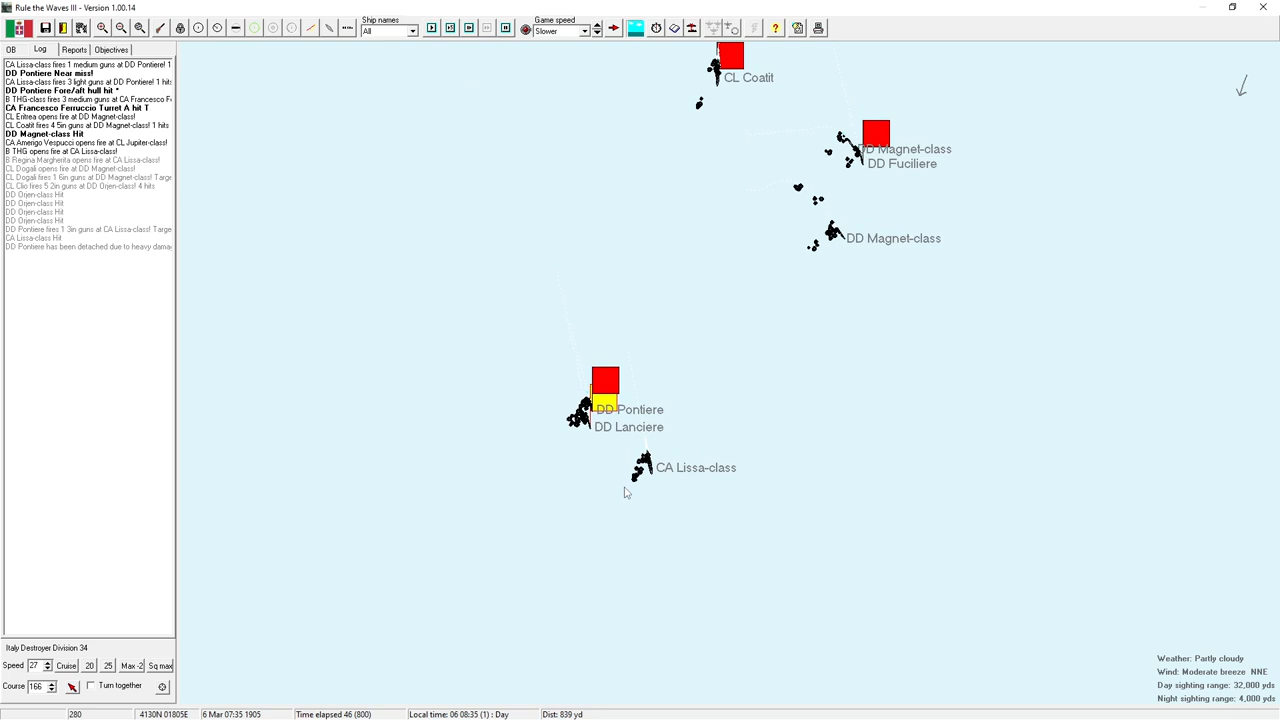 Rule the Waves III - Version 1.00.14
Ship names
All
Game speed
Slower
OB
Log
Reports
Objectives
CA Lissa-class fires 1 medium guns at DD Pontiere! 1
DD Pontiere Near miss!
CA Lissa-class fires 3 light guns at DD Pontiere! 1 hits
DD Pontiere Fore/aft hull hit *
B THG-class fires 3 medium guns at CA Francesco F
CA Francesco Ferruccio Turret A hit T
CL Eritrea opens fire at DD Magnet-class!
CL Coatit fires 4 5in guns at DD Magnet-class! 1 hits
DD Magnet-class Hit
CA Amerigo Vespucci opens fire at CL Jupiter-class!
B THG opens fire at CA Lissa-class!
B Regina Margherita opens fire at CA Lissa-class!
CL Dogali opens fire at DD Magnet-class!
CL Dogali fires 1 6in guns at DD Magnet-class! Targe
CL Clio fires 5 2in guns at DD Orjen-class! 4 hits
DD Orjen-class Hit
DD Orjen-class Hit
DD Orjen-class Hit
DD Orjen-class Hit
DD Pontiere fires 1 3in guns at CA Lissa-class! Targe
CA Lissa-class Hit
DD Pontiere has been detached due to heavy dama
CL Coatit
DD Magnet-class
DD Fuciliere
DD Magnet-class
DD Pontiere
DD Lanciere
CA Lissa-class
Italy Destroyer Division 34
Speed 27 Cruise 20 25 Max -2 Sq max
Course 166 Turn together
Weather: Partly cloudy
Wind: Moderate breeze NNE
Day sighting range: 32,000 yds
Night sighting range: 4,000 yds
280
4130N 01805E
6 Mar 07:35 1905
Time elapsed 46 (800)
Local time: 06 08:35 (1) : Day
Dist: 839 yd